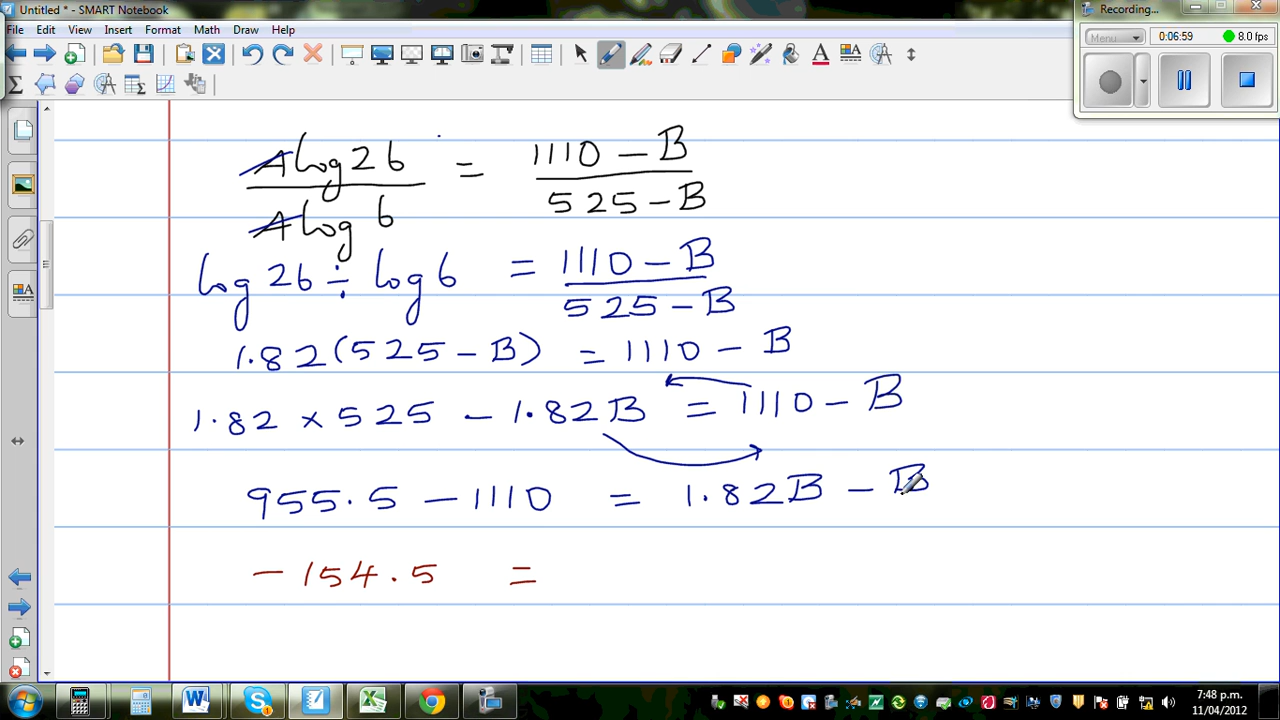 Untitled * - SMART Notebook
Recording...
File Edit View Insert Format Math Draw Help
Menu 0:06:59 8.0 fps
Alog 26 = 1110 - B
Alog 6 525 - B
log 26 ÷ log 6 = 1110 - B
525 - B
1.82(525 - B) = 1110 - B
1.82 × 525 - 1.82B = 1110 - B
955.5 - 1110 = 1.82B - B
- 154.5 =
7:48 p.m.
11/04/2012